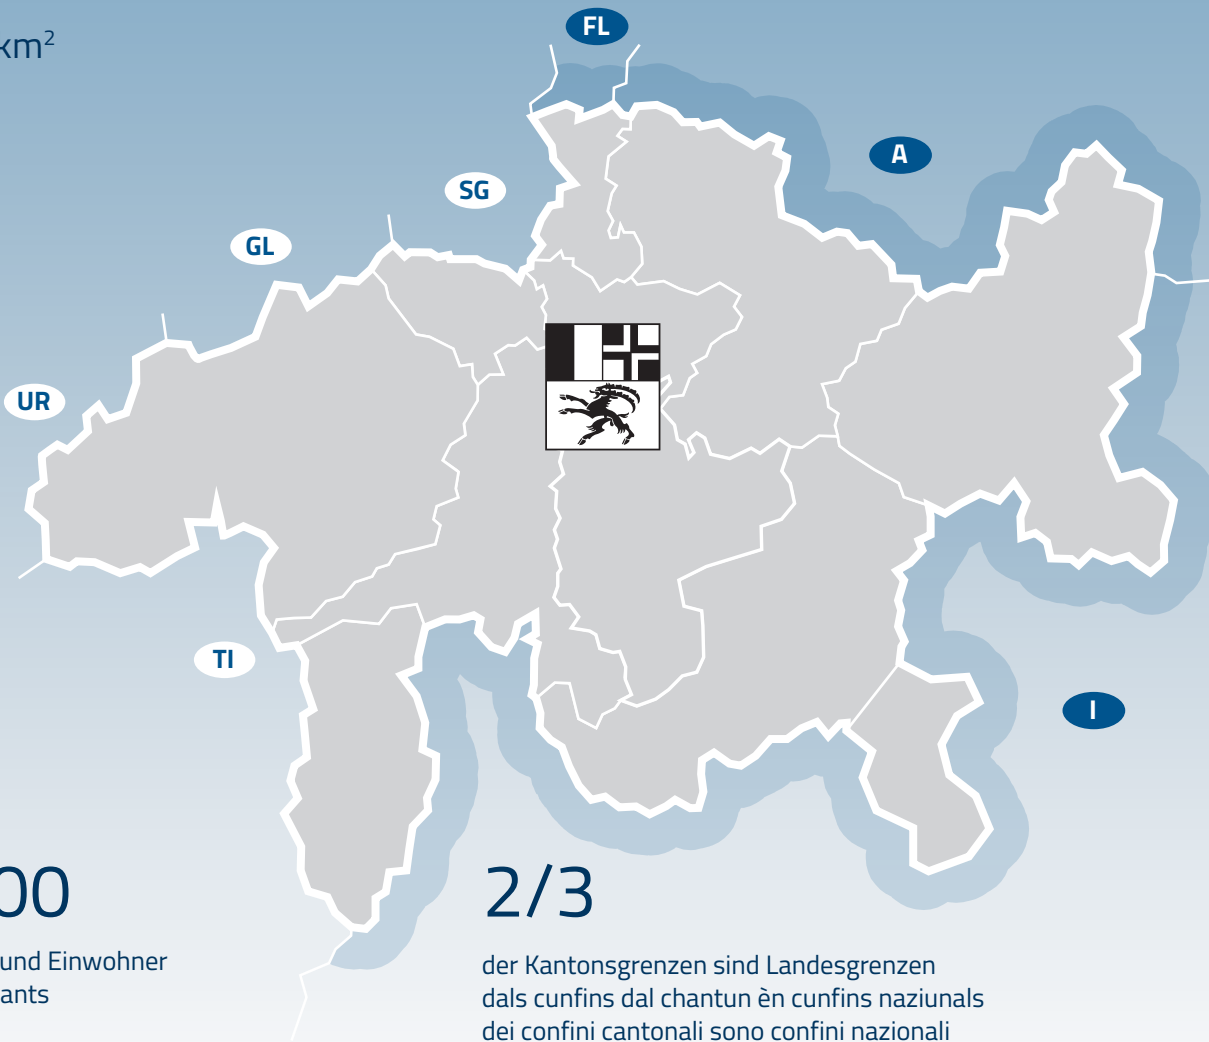 km²
FL
A
SG
GL
UR
TI
I
00
und Einwohner
ants
2/3
der Kantonsgrenzen sind Landesgrenzen
dals cunfins dal chantun èn cunfins naziunals
dei confini cantonali sono confini nazionali